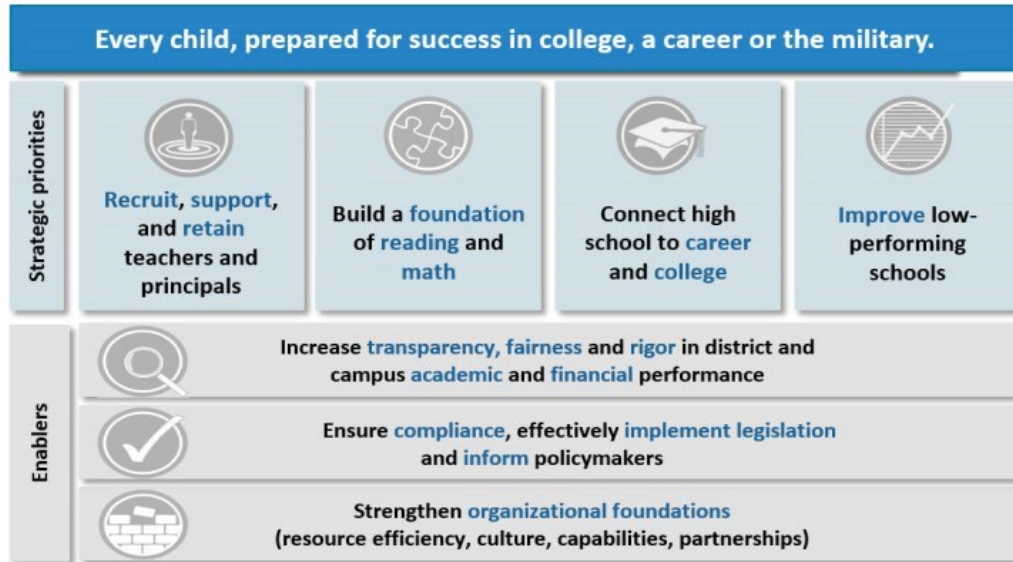 Every child, prepared for success in college, a career or the military.
Strategic priorities
Recruit, support,
and retain
teachers and
principals
Build a foundation
of reading and
math
Connect high
school to career
and college
Improve low-
performing
schools
Enablers
Increase transparency, fairness and rigor in district and
campus academic and financial performance
Ensure compliance, effectively implement legislation
and inform policymakers
Strengthen organizational foundations
(resource efficiency, culture, capabilities, partnerships)